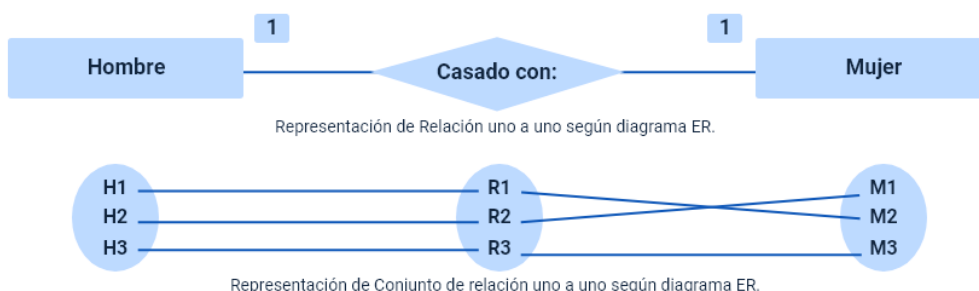 1 1
Hombre Casado con: Mujer
Representación de Relación uno a uno según diagrama ER.
H1 R1 M1
H2 R2 M2
H3 R3 M3
Representación de Conjunto de relación uno a uno según diagrama ER.